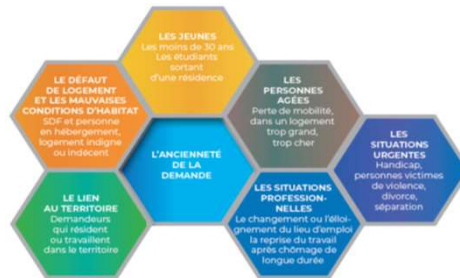 LES JEUNES
Les moins de 30 ans
Les étudiants
sortant
d'une résidence
LE DÉFAUT
DE LOGEMENT
ET LES MAUVAISES
CONDITIONS D'HABITAT
SDF et personne
en hébergement,
logement indigne
ou indécent
LES
PERSONNES
AGÉES
Perte de mobilité,
dans un logement
trop grand,
trop cher
L'ANCIENNETÉ
DE LA
DEMANDE
LES
SITUATIONS
URGENTES
Handicap,
personnes victimes
de violence,
divorce,
séparation
LE LIEN
AU TERRITOIRE
Demandeurs
qui résident
ou travaillent
dans le territoire
LES SITUATIONS
PROFESSION-
NELLES
Le changement ou l'éloi-
gnement du lieu d'emploi
la reprise du travail
après chômage de
longue durée